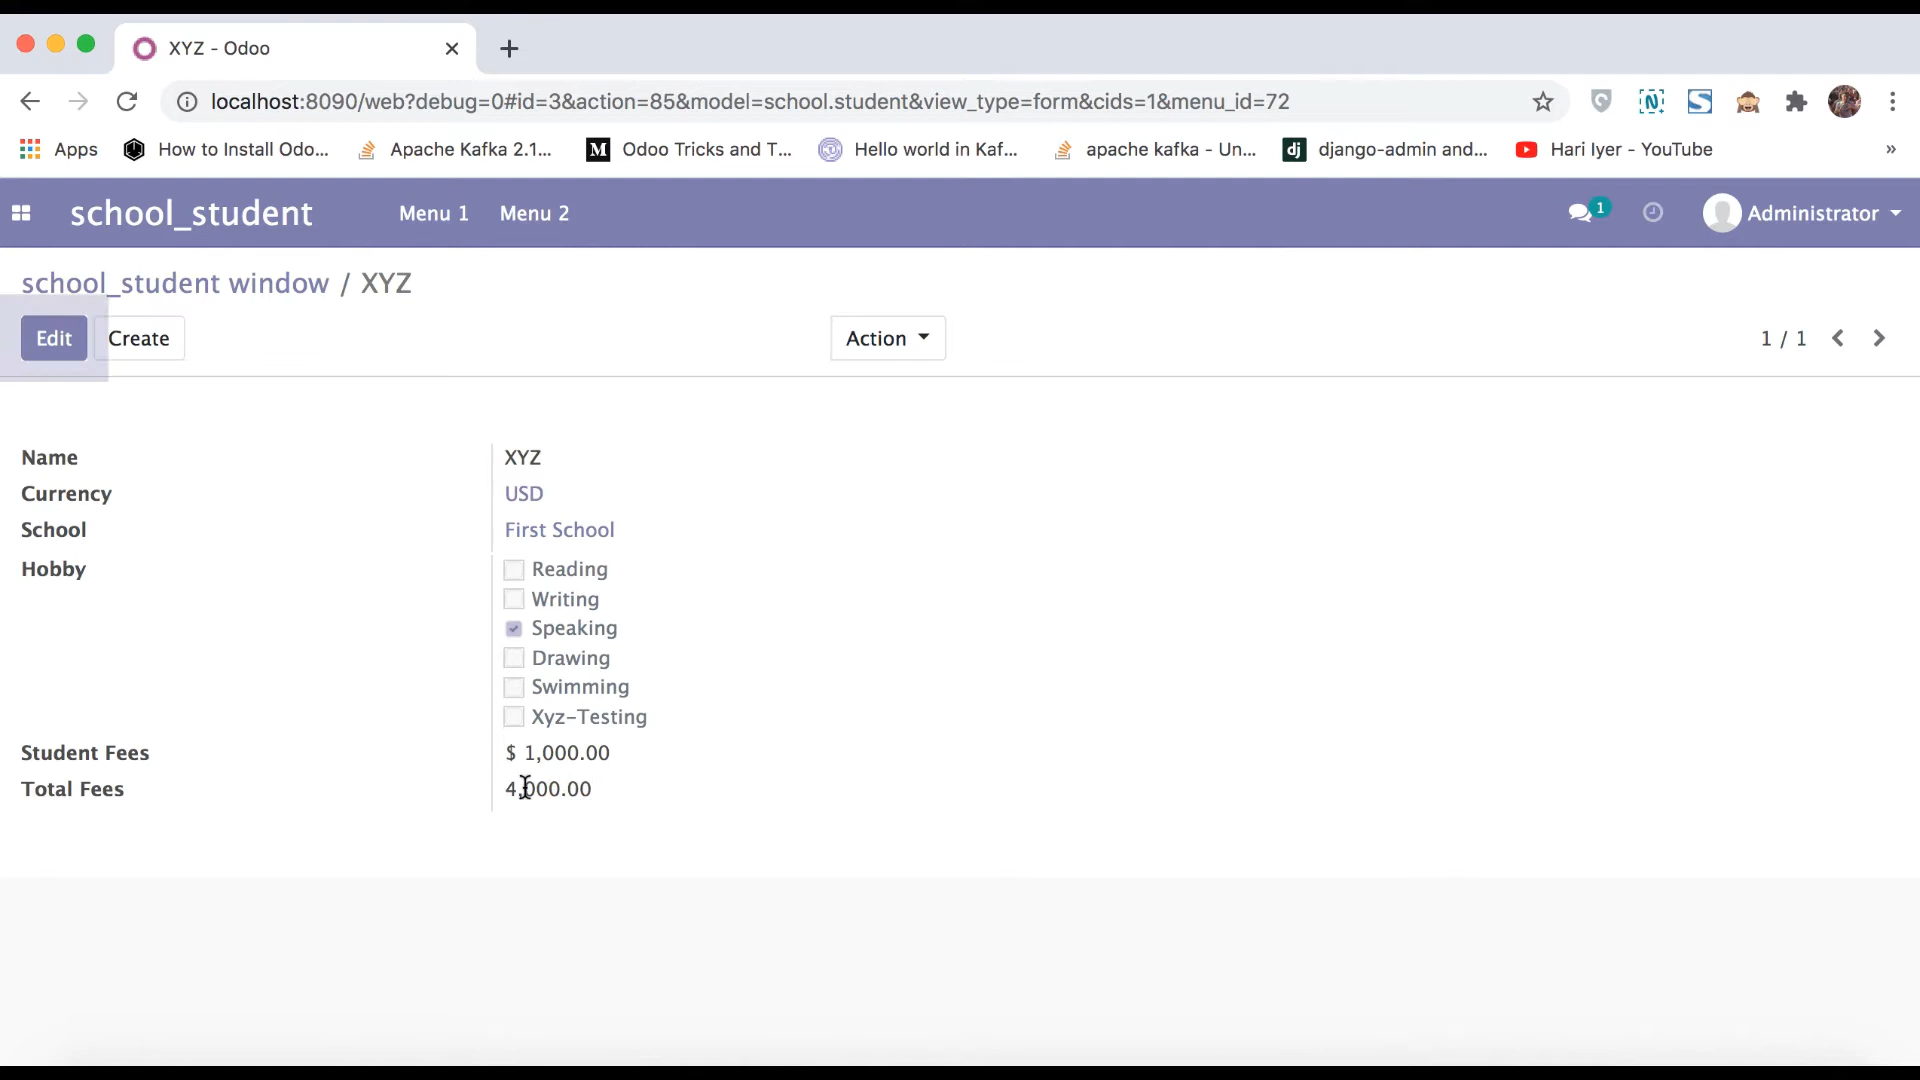 XYZ - Odoo
localhost:8090/web?debug=0#id=3&action=85&model=school.student&view_type=form&cids=1&menu_id=72
Apps How to Install Odo... Apache Kafka 2.1... M Odoo Tricks and T... Hello world in Kaf... apache kafka - Un... dj django-admin and... Hari Iyer - YouTube »
school_student Menu 1 Menu 2 1 Administrator
school_student window / XYZ
Edit Create Action 1 / 1
Name XYZ
Currency USD
School First School
Hobby Reading
Writing
Speaking
Drawing
Swimming
Xyz-Testing
Student Fees $ 1,000.00
Total Fees 4,000.00